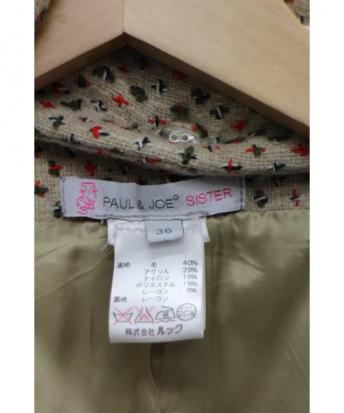 PAUL & JOE® SISTER
36
表地 毛 40%
アクリル 25%
ナイロン 15%
ポリエステル 15%
レーヨン 5%
裏地 レーヨン
株式会社 ルック